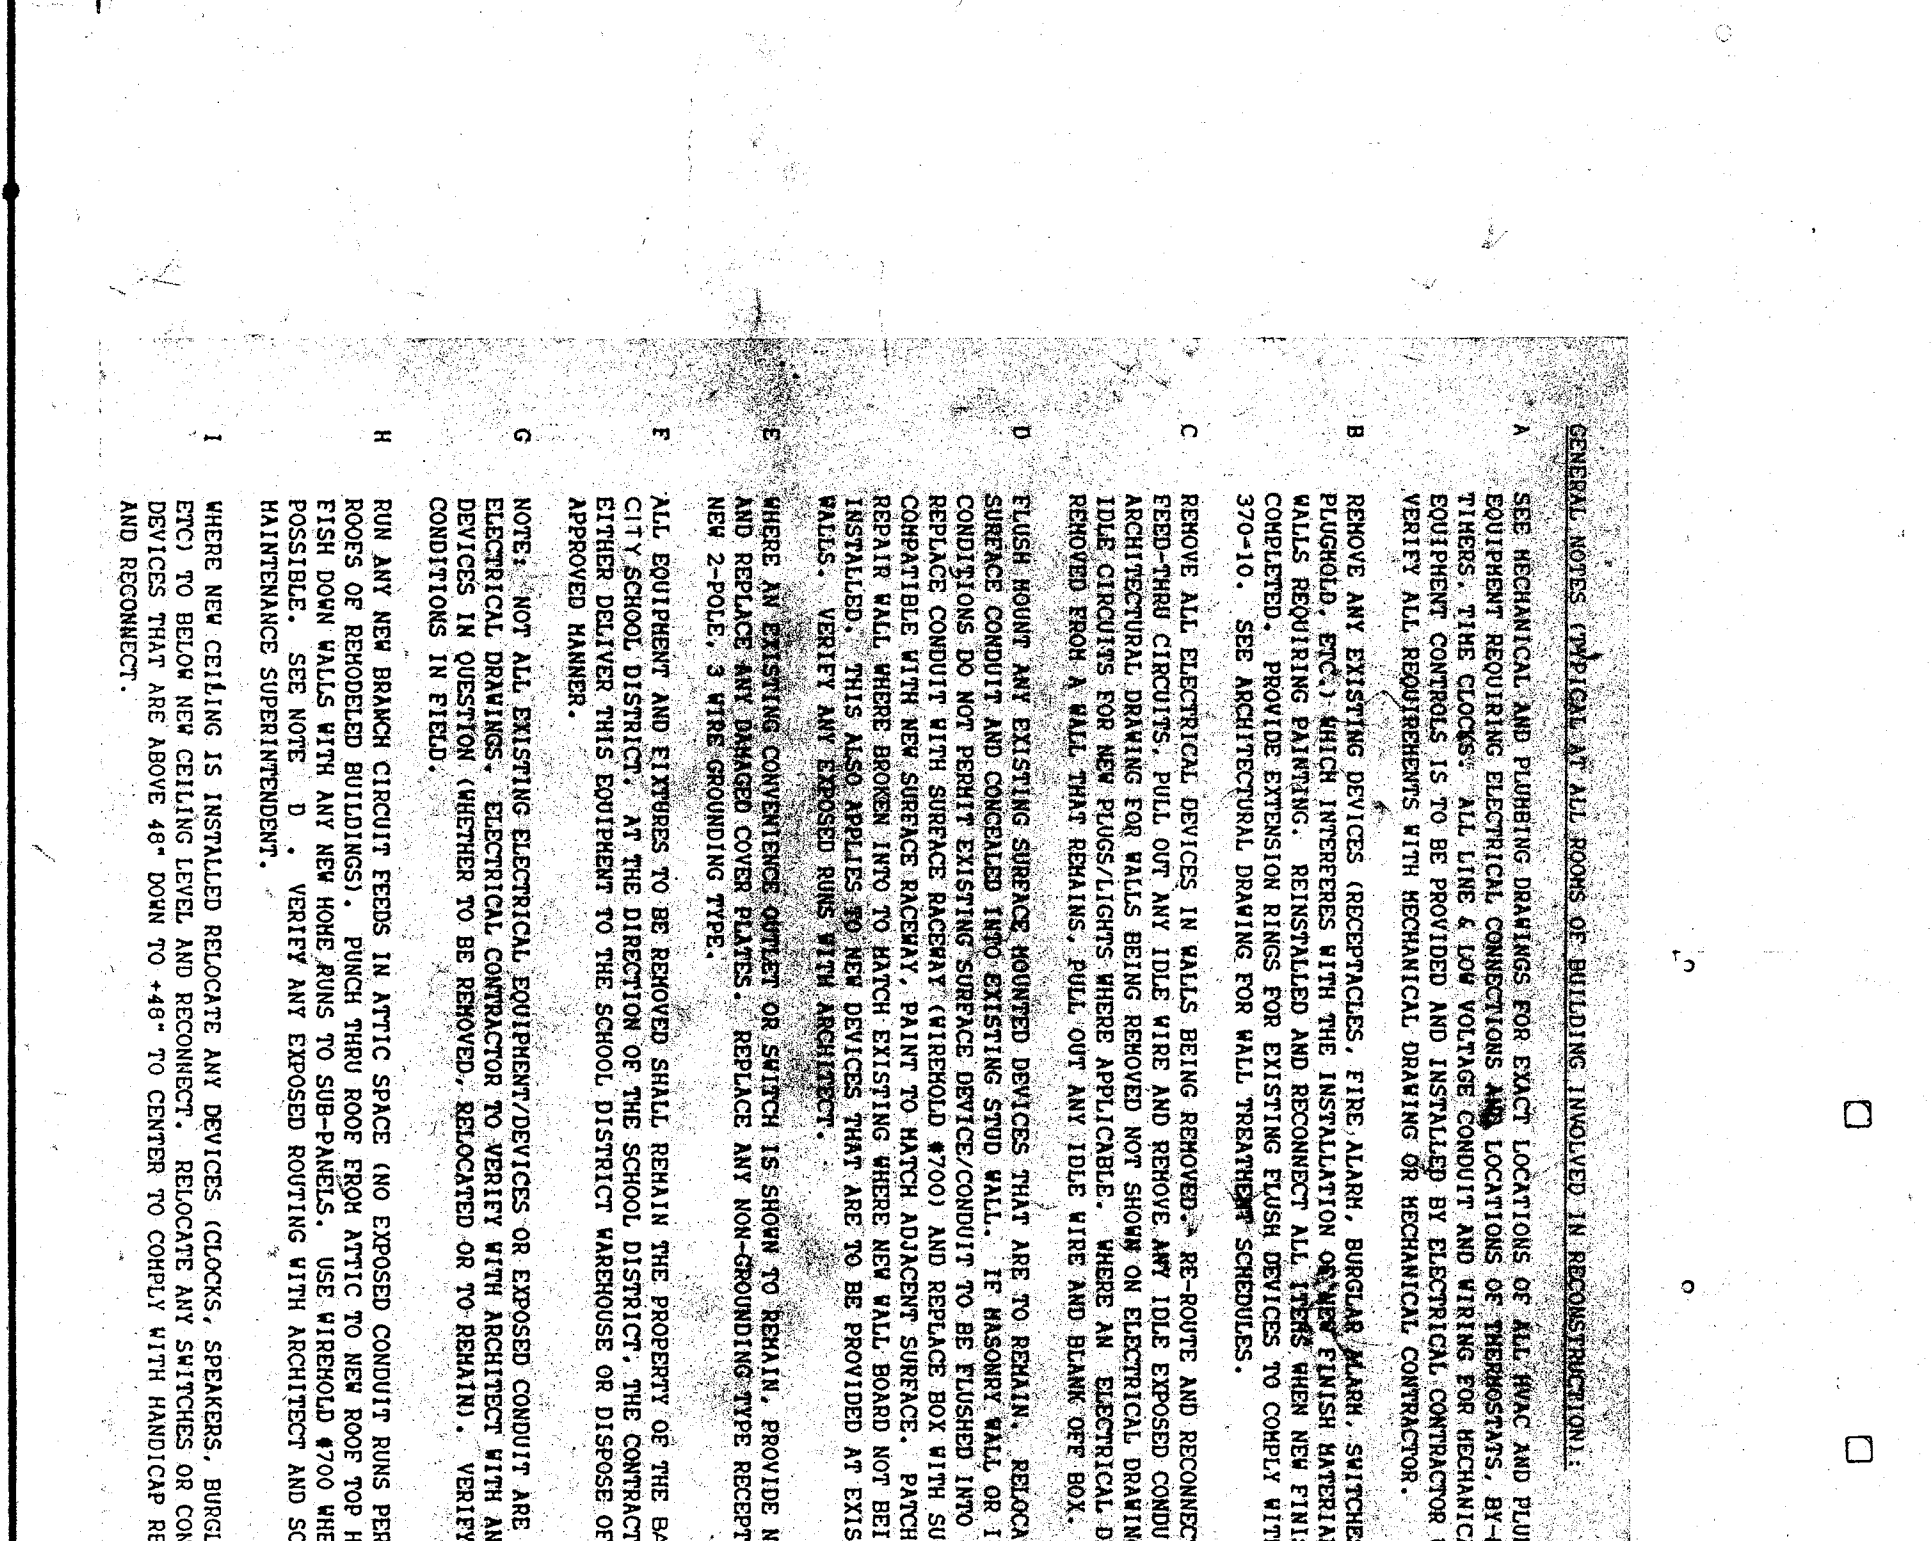 GENERAL NOTES (TYPICAL AT ALL ROOMS OF BUILDING INVOLVED IN RECONSTRUCTION):
A SEE MECHANICAL AND PLUMBING DRAWINGS FOR EXACT LOCATIONS OF ALL HVAC AND PLUM
EQUIPMENT REQUIRING ELECTRICAL CONNECTIONS AND LOCATIONS OF THERMOSTATS, BY-
TIMERS, TIME CLOCKS. ALL LINE & LOW VOLTAGE CONDUIT AND WIRING FOR MECHANIC
EQUIPMENT CONTROLS IS TO BE PROVIDED AND INSTALLED BY ELECTRICAL CONTRACTOR
VERIFY ALL REQUIREMENTS WITH MECHANICAL DRAWING OR MECHANICAL CONTRACTOR.
B REMOVE ANY EXISTING DEVICES (RECEPTACLES, FIRE ALARM, BURGLAR ALARM, SWITCHE
PLUGMOLD, ETC.) WHICH INTERFERES WITH THE INSTALLATION OF NEW FINISH MATERIA
WALLS REQUIRING PAINTING. REINSTALLED AND RECONNECT ALL ITEMS WHEN NEW FINI
COMPLETED. PROVIDE EXTENSION RINGS FOR EXISTING FLUSH DEVICES TO COMPLY WIT
370-10. SEE ARCHITECTURAL DRAWING FOR WALL TREATMENT SCHEDULES.
C REMOVE ALL ELECTRICAL DEVICES IN WALLS BEING REMOVED. RE-ROUTE AND RECONNEC
FEED-THRU CIRCUITS, PULL OUT ANY IDLE WIRE AND REMOVE ANY IDLE EXPOSED CONDU
ARCHITECTURAL DRAWING FOR WALLS BEING REMOVED NOT SHOWN ON ELECTRICAL DRAWIN
IDLE CIRCUITS FOR NEW PLUGS/LIGHTS WHERE APPLICABLE. WHERE AN ELECTRICAL D
REMOVED FROM A WALL THAT REMAINS, PULL OUT ANY IDLE WIRE AND BLANK OFF BOX.
D FLUSH MOUNT ANY EXISTING SURFACE MOUNTED DEVICES THAT ARE TO REMAIN. RELOCA
SURFACE CONDUIT AND CONCEALED INTO EXISTING STUD WALL. IF MASONRY WALL OR I
CONDITIONS DO NOT PERMIT EXISTING SURFACE DEVICE/CONDUIT TO BE FLUSHED INTO
REPLACE CONDUIT WITH SURFACE RACEWAY (WIREMOLD #700) AND REPLACE BOX WITH SU
COMPATIBLE WITH NEW SURFACE RACEWAY, PAINT TO MATCH ADJACENT SURFACE. PATCH
REPAIR WALL WHERE BROKEN INTO TO MATCH EXISTING WHERE NEW WALL BOARD NOT BEI
INSTALLED. THIS ALSO APPLIES TO NEW DEVICES THAT ARE TO BE PROVIDED AT EXIS
WALLS. VERIFY ANY EXPOSED RUNS WITH ARCHITECT.
E WHERE AN EXISTING CONVENIENCE OUTLET OR SWITCH IS SHOWN TO REMAIN, PROVIDE N
AND REPLACE ANY DAMAGED COVER PLATES. REPLACE ANY NON-GROUNDING TYPE RECEPT
NEW 2-POLE, 3 WIRE GROUNDING TYPE.
F ALL EQUIPMENT AND FIXTURES TO BE REMOVED SHALL REMAIN THE PROPERTY OF THE BA
CITY SCHOOL DISTRICT. AT THE DIRECTION OF THE SCHOOL DISTRICT, THE CONTRACT
EITHER DELIVER THIS EQUIPMENT TO THE SCHOOL DISTRICT WAREHOUSE OR DISPOSE OF
APPROVED MANNER.
G NOTE: NOT ALL EXISTING ELECTRICAL EQUIPMENT/DEVICES OR EXPOSED CONDUIT ARE
ELECTRICAL DRAWINGS. ELECTRICAL CONTRACTOR TO VERIFY WITH ARCHITECT WITH AN
DEVICES IN QUESTION (WHETHER TO BE REMOVED, RELOCATED OR TO REMAIN). VERIFY
CONDITIONS IN FIELD.
H RUN ANY NEW BRANCH CIRCUIT FEEDS IN ATTIC SPACE (NO EXPOSED CONDUIT RUNS PER
ROOFS OF REMODELED BUILDINGS). PUNCH THRU ROOF FROM ATTIC TO NEW ROOF TOP H
FISH DOWN WALLS WITH ANY NEW HOME RUNS TO SUB-PANELS. USE WIREMOLD #700 WHE
POSSIBLE. SEE NOTE D . VERIFY ANY EXPOSED ROUTING WITH ARCHITECT AND SC
MAINTENANCE SUPERINTENDENT.
I WHERE NEW CEILING IS INSTALLED RELOCATE ANY DEVICES (CLOCKS, SPEAKERS, BURGL
ETC) TO BELOW NEW CEILING LEVEL AND RECONNECT. RELOCATE ANY SWITCHES OR CON
DEVICES THAT ARE ABOVE 48" DOWN TO +48" TO CENTER TO COMPLY WITH HANDICAP RE
AND RECONNECT.